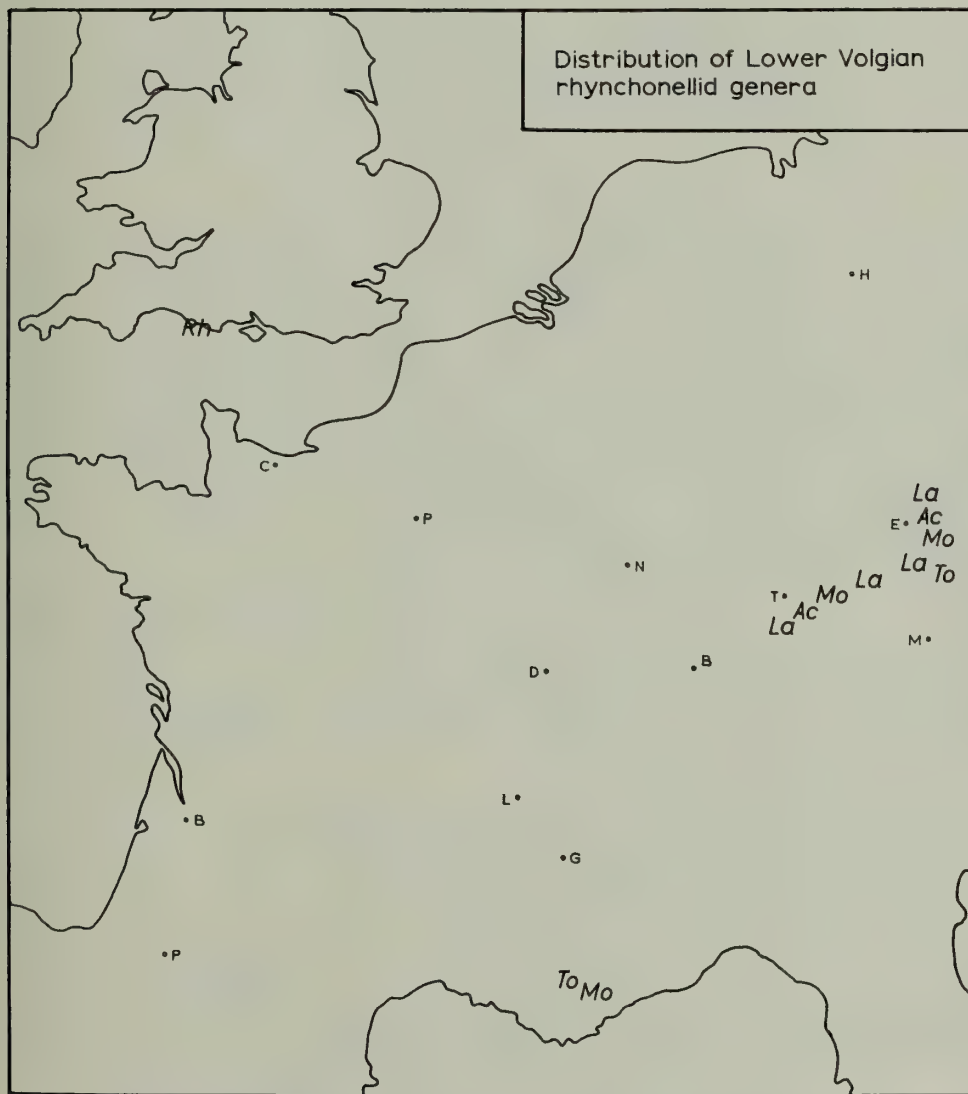 Distribution of Lower Volgian
rhynchonellid genera
H
Rh
C
P
La
E Ac
Mo
N
La To
La
T Mo
Ac
La
M
D
B
L
B
G
P
To Mo